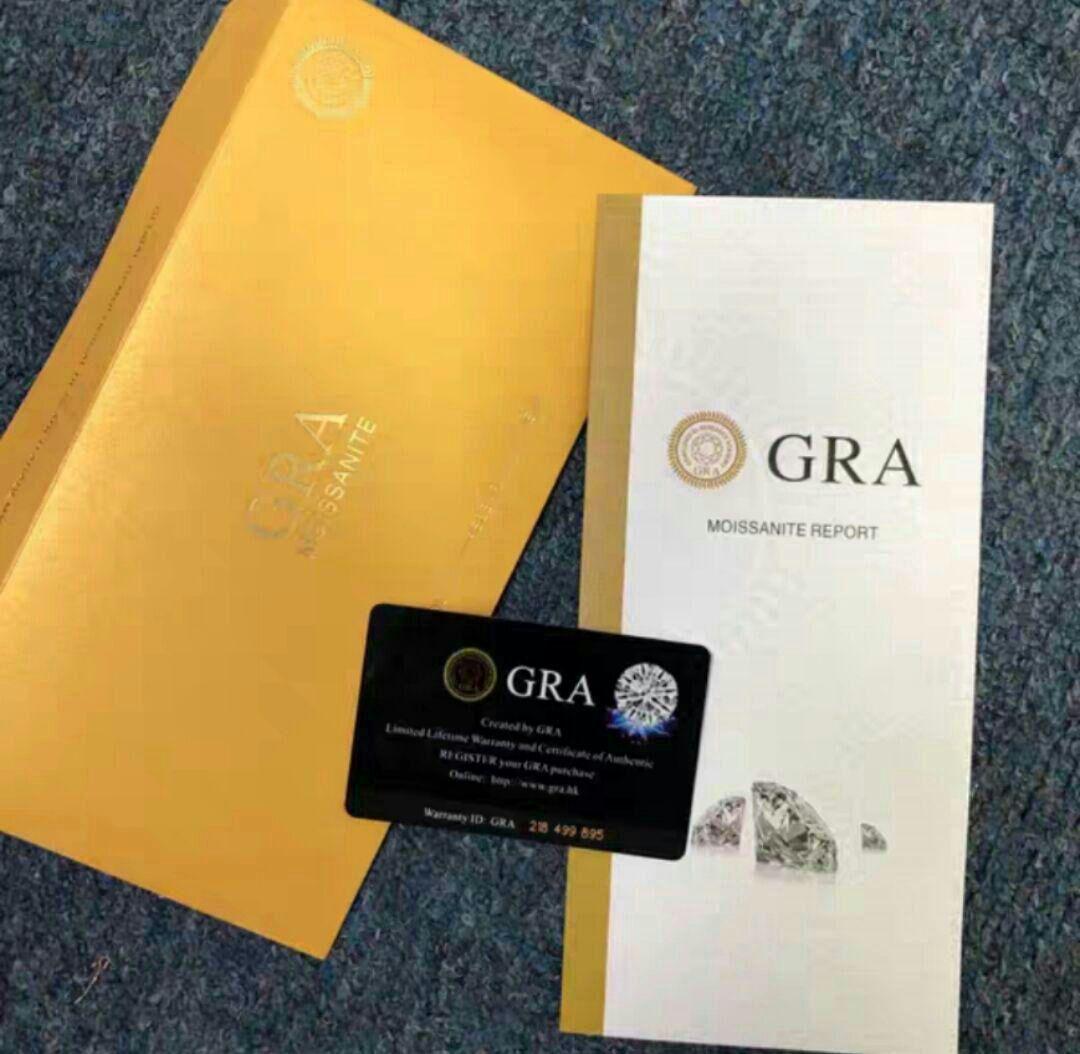 GRA
MOISSANITE
GRA
GRA
MOISSANITE REPORT
GRA
Created by GRA
Limited Lifetime Warranty and Certificate of Authentic
REGISTER your GRA purchase
Online: http://www.gra.hk
Warranty ID: GRA 218 499 895